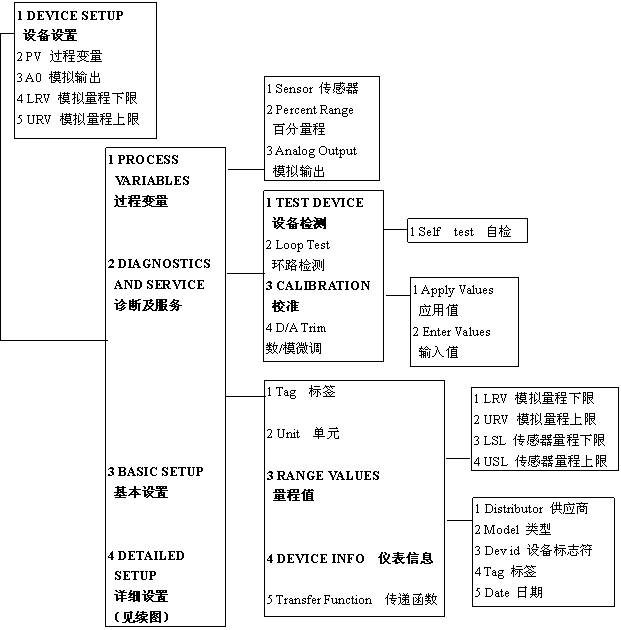 1 DEVICE SETUP
设备设置
2 PV 过程变量
3 A0 模拟输出
4 LRV 模拟量程下限
5 URV 模拟量程上限
1 PROCESS
VARIABLES
过程变量
2 DIAGNOSTICS
AND SERVICE
诊断及服务
3 BASIC SETUP
基本设置
4 DETAILED
SETUP
详细设置
（见续图）
1 Sensor 传感器
2 Percent Range
百分量程
3 Analog Output
模拟输出
1 TEST DEVICE
设备检测
2 Loop Test
环路检测
3 CALIBRATION
校准
4 D/A Trim
数/模微调
1 Self test 自检
1 Apply Values
应用值
2 Enter Values
输入值
1 Tag 标签
2 Unit 单元
3 RANGE VALUES
量程值
4 DEVICE INFO 仪表信息
5 Transfer Function 传递函数
1 LRV 模拟量程下限
2 URV 模拟量程上限
3 LSL 传感器量程下限
4 USL 传感器量程上限
1 Distributor 供应商
2 Model 类型
3 Dev id 设备标志符
4 Tag 标签
5 Date 日期